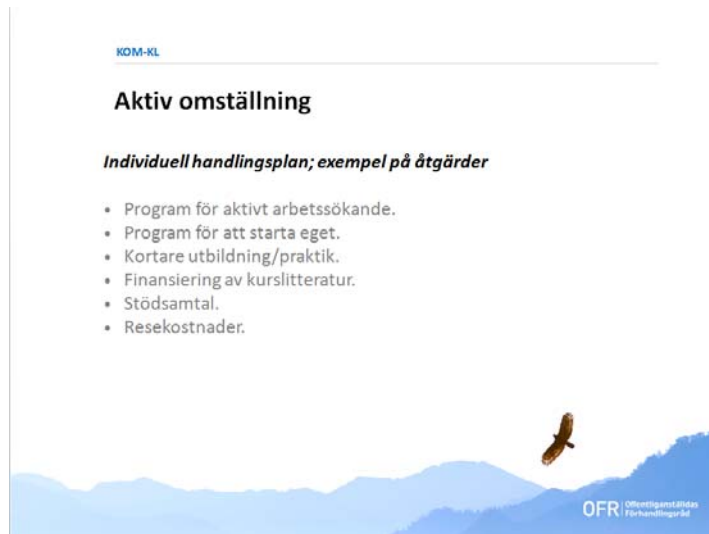 KOM-KL
Aktiv omställning
Individuell handlingsplan; exempel på åtgärder
• Program för aktivt arbetssökande.
• Program för att starta eget.
• Kortare utbildning/praktik.
• Finansiering av kurslitteratur.
• Stödsamtal.
• Resekostnader.
OFR Offentliganställdas
Förhandlingsråd